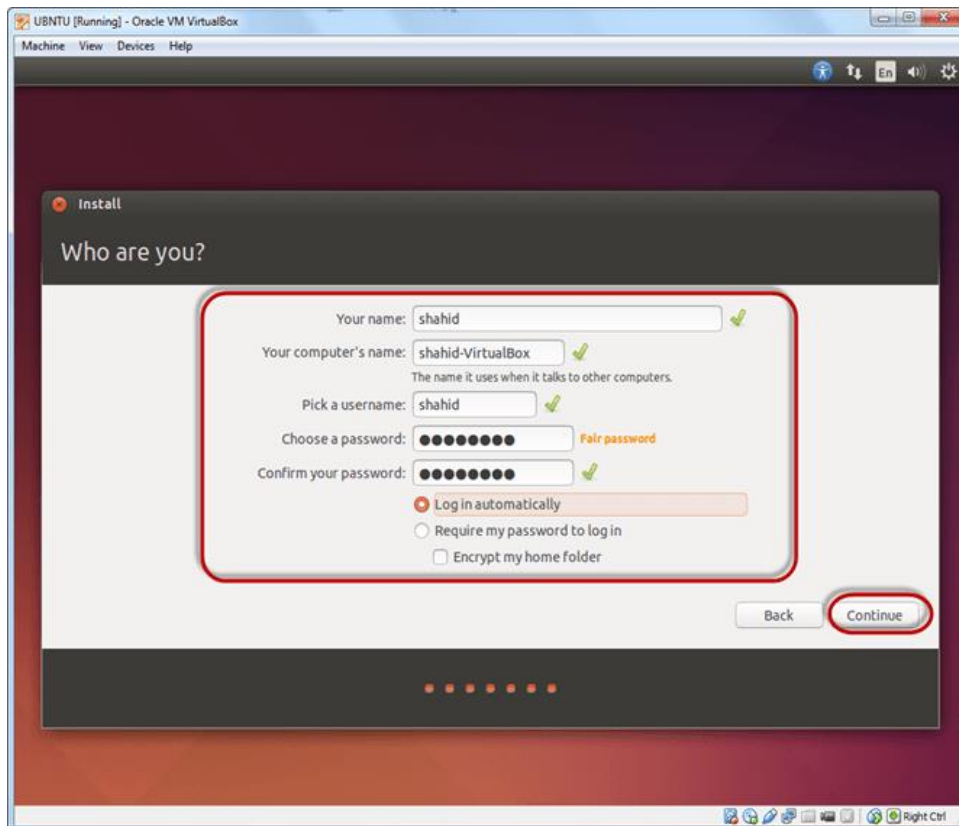 UBNTU [Running] - Oracle VM VirtualBox
Machine View Devices Help
En
Install
Who are you?
Your name: shahid
Your computer's name: shahid-VirtualBox
The name it uses when it talks to other computers.
Pick a username: shahid
Choose a password: ●●●●●●●● Fair password
Confirm your password: ●●●●●●●●
Log in automatically
Require my password to log in
Encrypt my home folder
Back Continue
Right Ctrl